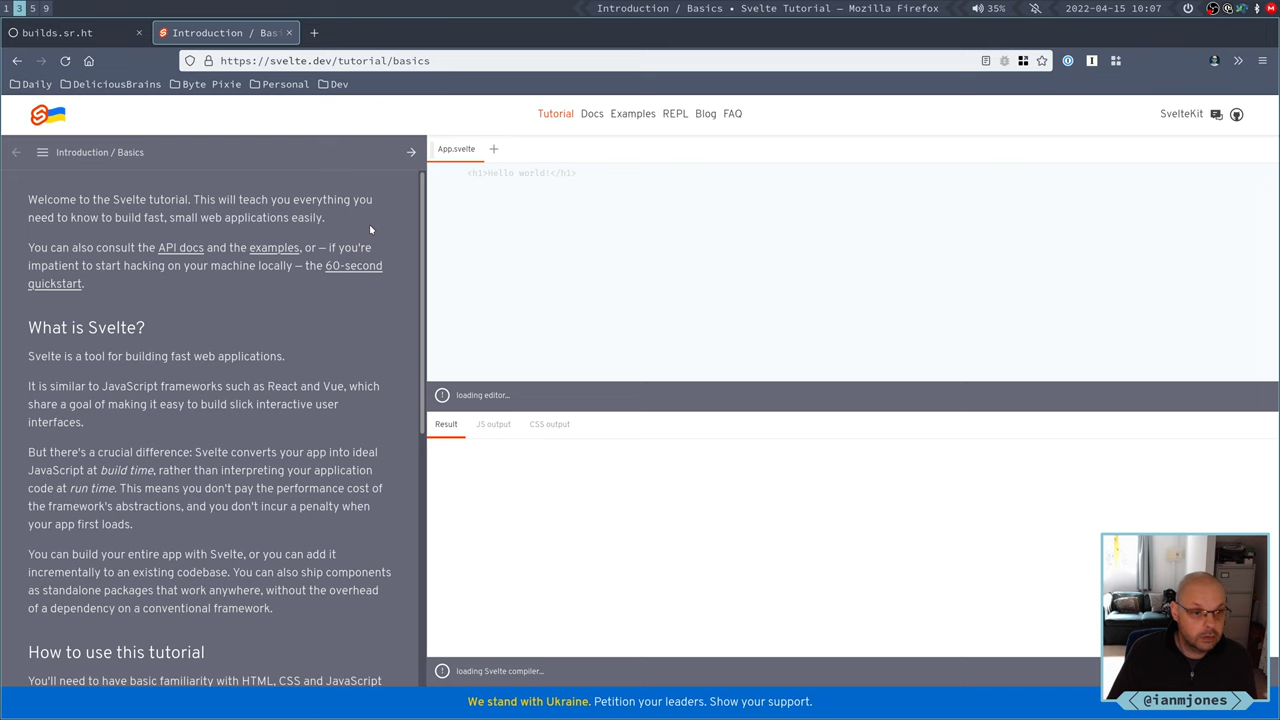 1 3 5 9
Introduction / Basics • Svelte Tutorial — Mozilla Firefox
35%
2022-04-15 10:07
builds.sr.ht
Introduction / Basi
https://svelte.dev/tutorial/basics
Daily
DeliciousBrains
Byte Pixie
Personal
Dev
Tutorial Docs Examples REPL Blog FAQ
SvelteKit
Introduction / Basics
Welcome to the Svelte tutorial. This will teach you everything you
need to know to build fast, small web applications easily.
You can also consult the API docs and the examples, or — if you're
impatient to start hacking on your machine locally — the 60-second
quickstart.
What is Svelte?
Svelte is a tool for building fast web applications.
It is similar to JavaScript frameworks such as React and Vue, which
share a goal of making it easy to build slick interactive user
interfaces.
But there's a crucial difference: Svelte converts your app into ideal
JavaScript at build time, rather than interpreting your application
code at run time. This means you don't pay the performance cost of
the framework's abstractions, and you don't incur a penalty when
your app first loads.
You can build your entire app with Svelte, or you can add it
incrementally to an existing codebase. You can also ship components
as standalone packages that work anywhere, without the overhead
of a dependency on a conventional framework.
How to use this tutorial
You'll need to have basic familiarity with HTML, CSS and JavaScript
App.svelte
<h1>Hello world!</h1>
loading editor...
Result
JS output
CSS output
loading Svelte compiler...
@ianmjones
We stand with Ukraine. Petition your leaders. Show your support.